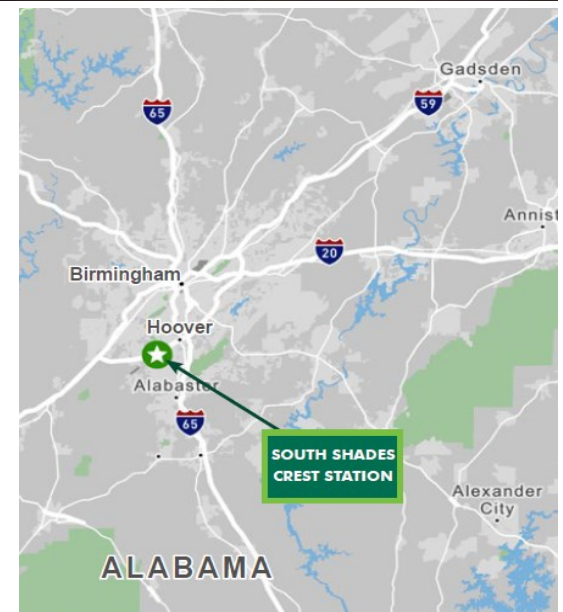 Gadsden
59
65
Annist
20
Birmingham
Hoover
Alabaster
65
SOUTH SHADES
CREST STATION
Alexander
City
ALABAMA